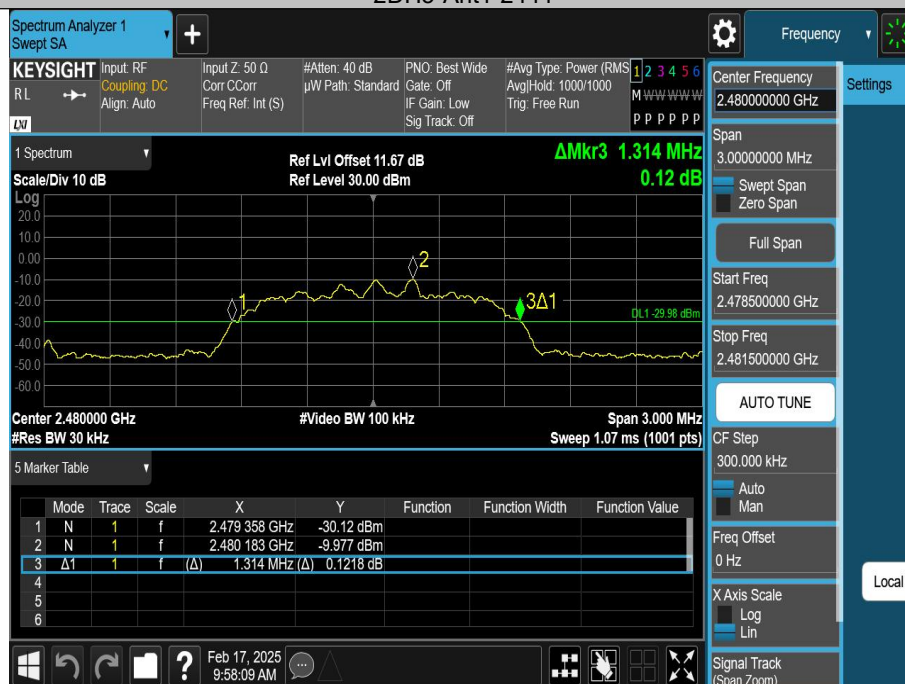 Spectrum Analyzer 1
Swept SA
+
Frequency
KEYSIGHT
RL
LXI
Input: RF
Coupling: DC
Align: Auto
Input Z: 50 Ω
Corr CCorr
Freq Ref: Int (S)
#Atten: 40 dB
µW Path: Standard
PNO: Best Wide
Gate: Off
IF Gain: Low
Sig Track: Off
#Avg Type: Power (RMS
Avg|Hold: 1000/1000
Trig: Free Run
1 2 3 4 5 6
M W W W W W
P P P P P P
1 Spectrum
Scale/Div 10 dB
Ref Lvl Offset 11.67 dB
Ref Level 30.00 dBm
ΔMkr3 1.314 MHz
0.12 dB
Log
20.0
10.0
0.00
-10.0
-20.0
-30.0
-40.0
-50.0
-60.0
1
2
3Δ1
DL1 -29.98 dBm
Center 2.480000 GHz
#Video BW 100 kHz
Span 3.000 MHz
#Res BW 30 kHz
Sweep 1.07 ms (1001 pts)
5 Marker Table
Mode Trace Scale X Y Function Function Width Function Value
1 N 1 f 2.479 358 GHz -30.12 dBm
2 N 1 f 2.480 183 GHz -9.977 dBm
3 Δ1 1 f (Δ) 1.314 MHz (Δ) 0.1218 dB
4
5
6
?
Feb 17, 2025
9:58:09 AM
Center Frequency
2.480000000 GHz
Settings
Span
3.00000000 MHz
Swept Span
Zero Span
Full Span
Start Freq
2.478500000 GHz
Stop Freq
2.481500000 GHz
AUTO TUNE
CF Step
300.000 kHz
Auto
Man
Freq Offset
0 Hz
Local
X Axis Scale
Log
Lin
Signal Track
(Span Zoom)